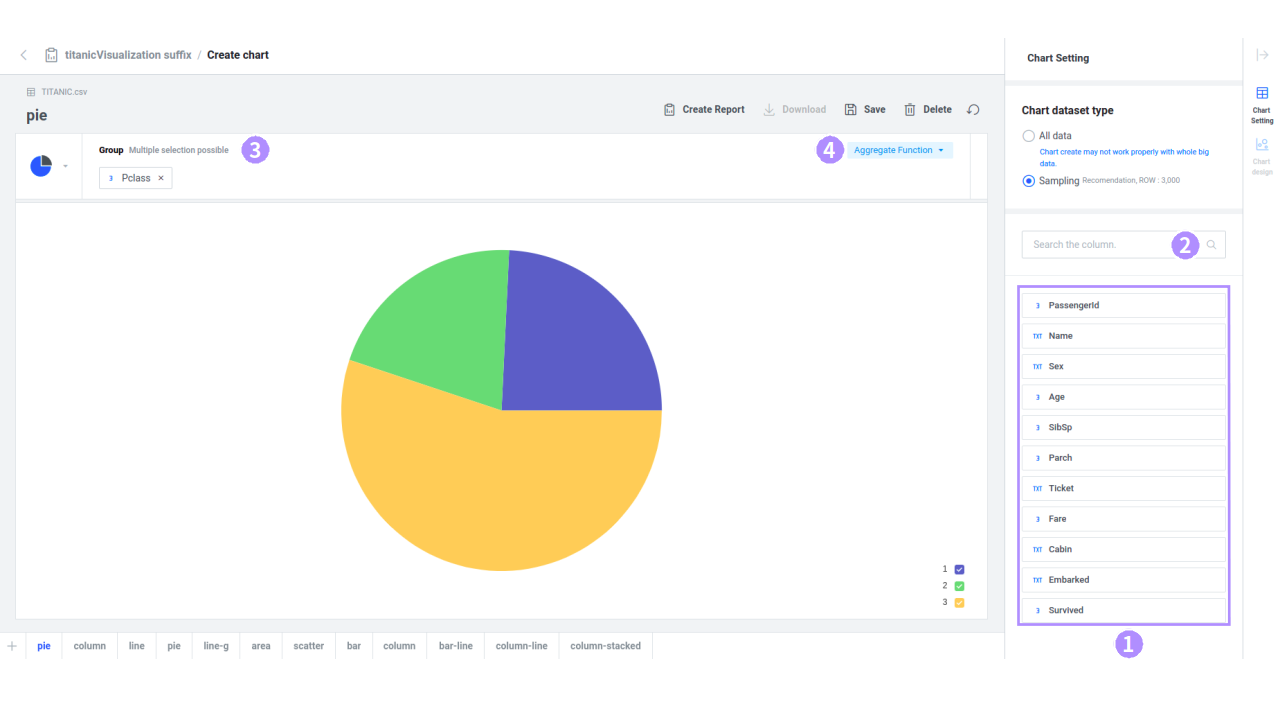 titanicVisualization suffix / Create chart
TITANIC.csv
pie
Create Report
Download
Save
Delete
Group Multiple selection possible 3
3 Pclass ×
4 Aggregate Function
1
2
3
+ pie column line pie line-g area scatter bar column bar-line column-line column-stacked
Chart Setting
Chart dataset type
All data
Chart create may not work properly with whole big
data.
Sampling Recomendation, ROW : 3,000
Search the column. 2
3 PassengerId
TXT Name
TXT Sex
3 Age
3 SibSp
3 Parch
TXT Ticket
3 Fare
TXT Cabin
TXT Embarked
3 Survived
1
Chart
Setting
Chart
design